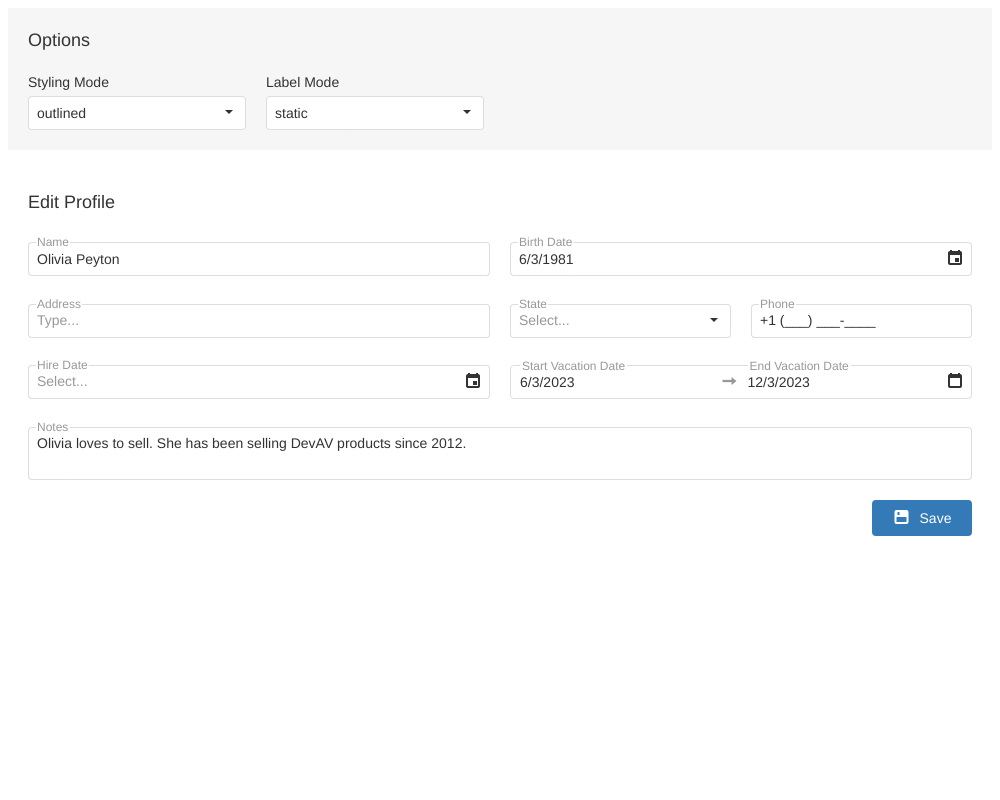 Options
Styling Mode Label Mode
outlined static
Edit Profile
Name Birth Date
Olivia Peyton 6/3/1981
Address State Phone
Type... Select... +1 (___) ___-____
Hire Date Start Vacation Date End Vacation Date
Select... 6/3/2023 12/3/2023
Notes
Olivia loves to sell. She has been selling DevAV products since 2012.
Save